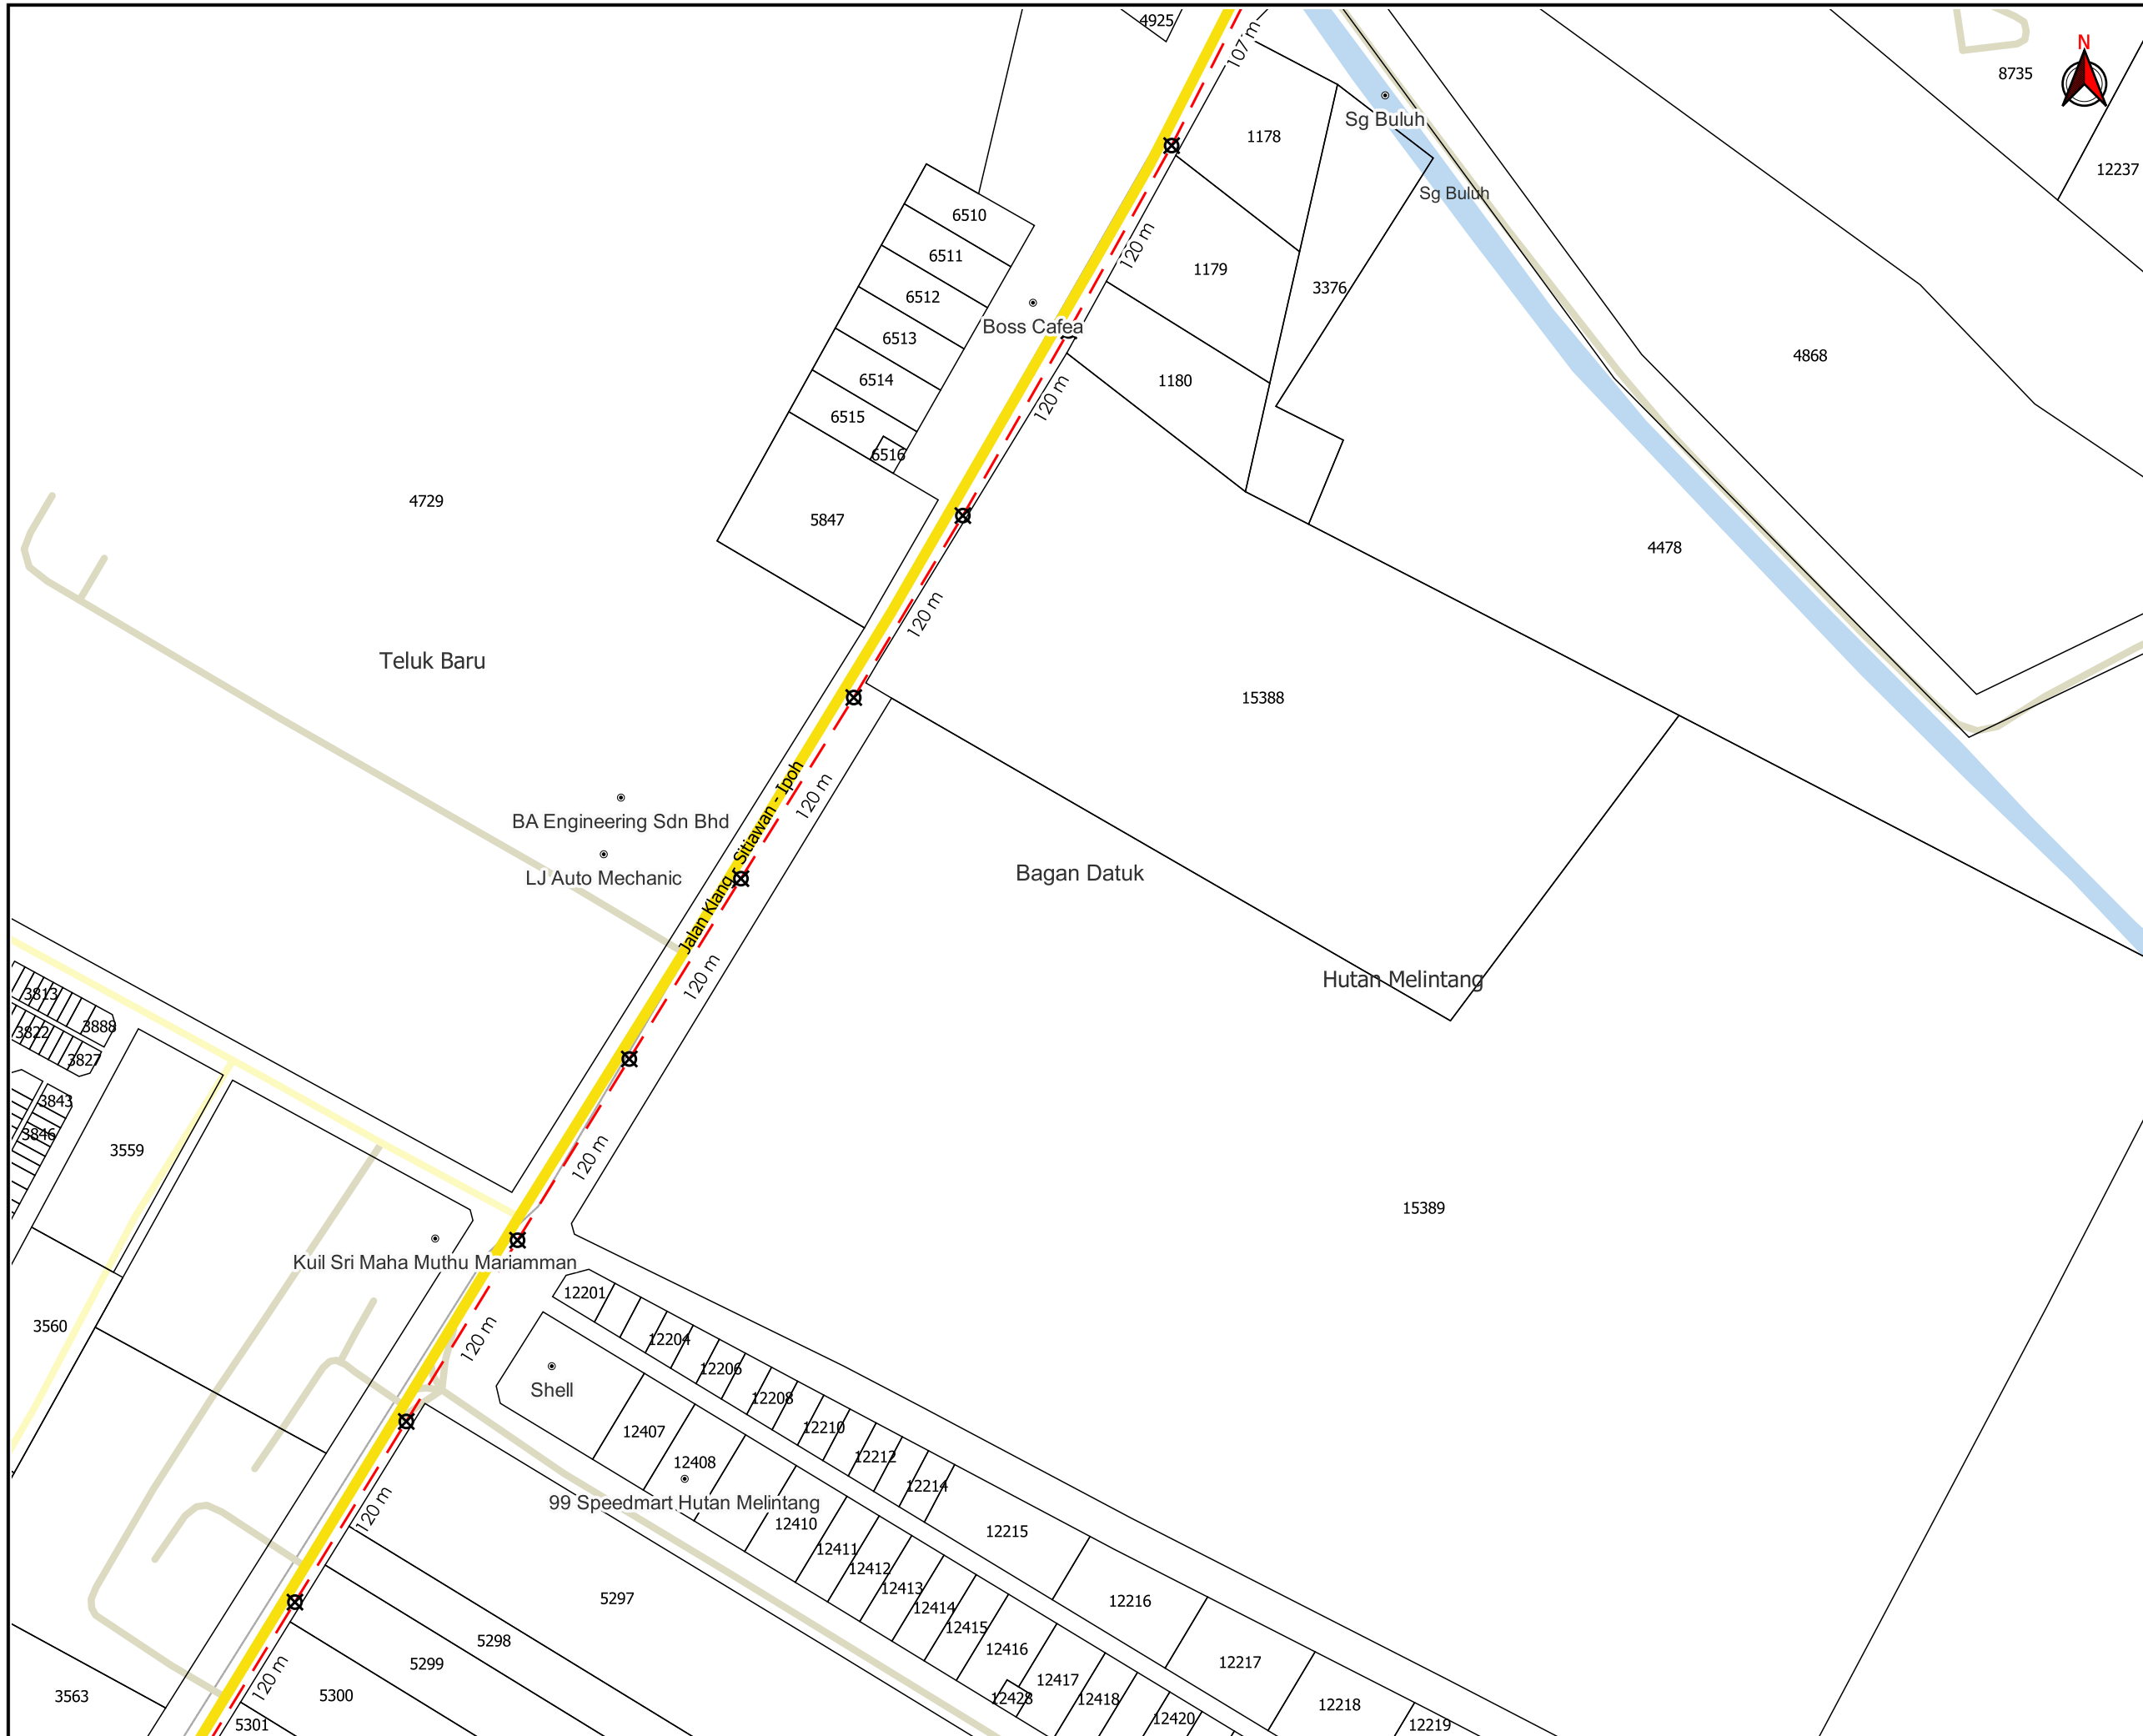 4925
N
107 m
8735
Sg Buluh
1178
12237
Sg Buluh
6510
120 m
6511
1179
3376
6512
Boss Cafea
6513
4868
6514
1180
120 m
6515
6516
4729
5847
4478
120 m
Teluk Baru
15388
120 m
Jalan Klang - Sitiawan - Ipoh
BA Engineering Sdn Bhd
LJ Auto Mechanic
Bagan Datuk
120 m
Hutan Melintang
3813
3822
3888
3827
3843
3846
3559
120 m
15389
Kuil Sri Maha Muthu Mariamman
12201
3560
120 m
12204
12206
Shell
12208
12210
12407
12212
12408
12214
99 Speedmart Hutan Melintang
120 m
12410
12215
12411
12412
12413
5297
12216
12414
12415
5298
12416
5299
12217
120 m
12417
5300
3563
12428
12418
12218
12420
5301
12219